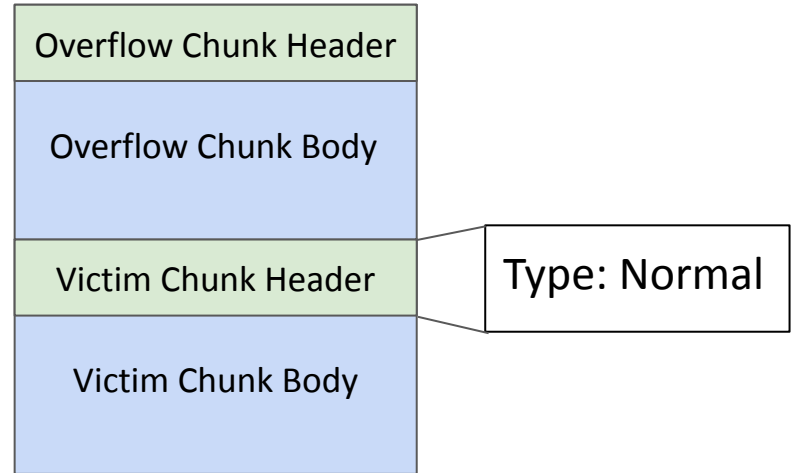 Overflow Chunk Header
Overflow Chunk Body
Victim Chunk Header
Type: Normal
Victim Chunk Body